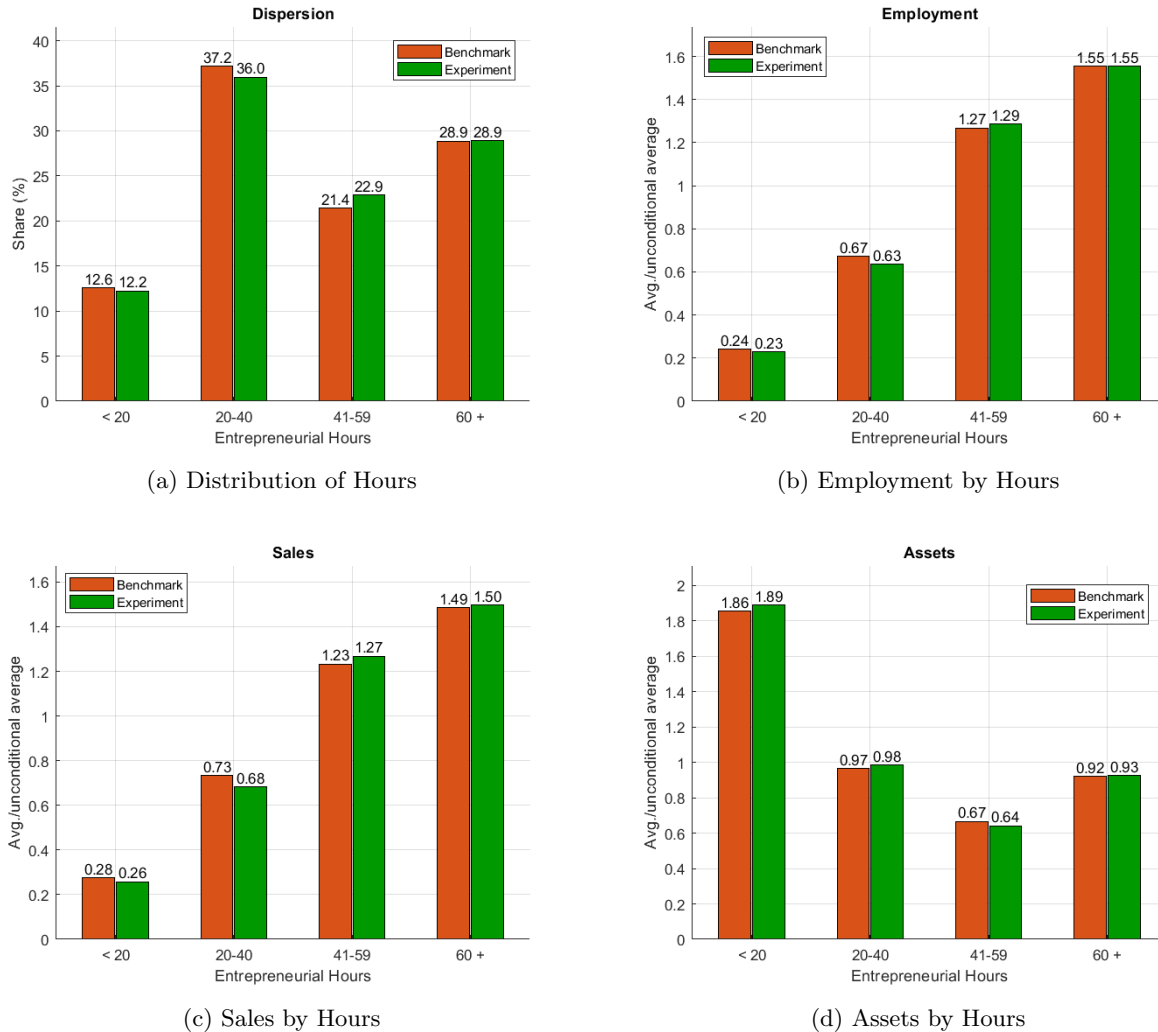 Dispersion
Benchmark
Experiment
Share (%)
40
35
30
25
20
15
10
5
0
12.6 12.2
37.2 36.0
21.4 22.9
28.9 28.9
< 20 20-40 41-59 60 +
Entrepreneurial Hours
(a) Distribution of Hours
Employment
Benchmark
Experiment
Avg./unconditional average
1.6
1.4
1.2
1
0.8
0.6
0.4
0.2
0
0.24 0.23
0.67 0.63
1.27 1.29
1.55 1.55
< 20 20-40 41-59 60 +
Entrepreneurial Hours
(b) Employment by Hours
Sales
Benchmark
Experiment
Avg./unconditional average
1.6
1.4
1.2
1
0.8
0.6
0.4
0.2
0
0.28 0.26
0.73 0.68
1.23 1.27
1.49 1.50
< 20 20-40 41-59 60 +
Entrepreneurial Hours
(c) Sales by Hours
Assets
Benchmark
Experiment
Avg./unconditional average
2
1.8
1.6
1.4
1.2
1
0.8
0.6
0.4
0.2
0
1.86 1.89
0.97 0.98
0.67 0.64
0.92 0.93
< 20 20-40 41-59 60 +
Entrepreneurial Hours
(d) Assets by Hours